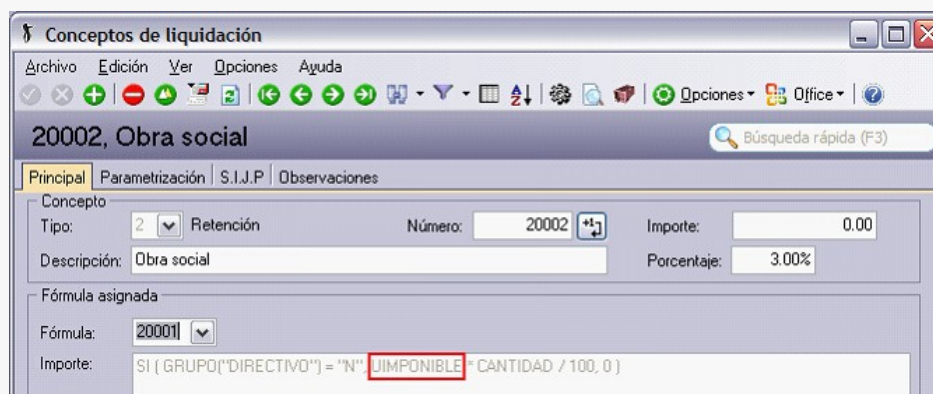 Conceptos de liquidación
Archivo Edición Ver Opciones Ayuda
Opciones Office
20002, Obra social
Búsqueda rápida (F3)
Principal Parametrización S.I.J.P Observaciones
Concepto
Tipo: 2 Retención Número: 20002 +1 Importe: 0.00
Descripción: Obra social Porcentaje: 3.00%
Fórmula asignada
Fórmula: 20001
Importe: SI ( GRUPO("DIRECTIVO") = "N", UIMPONIBLE * CANTIDAD / 100, 0 )